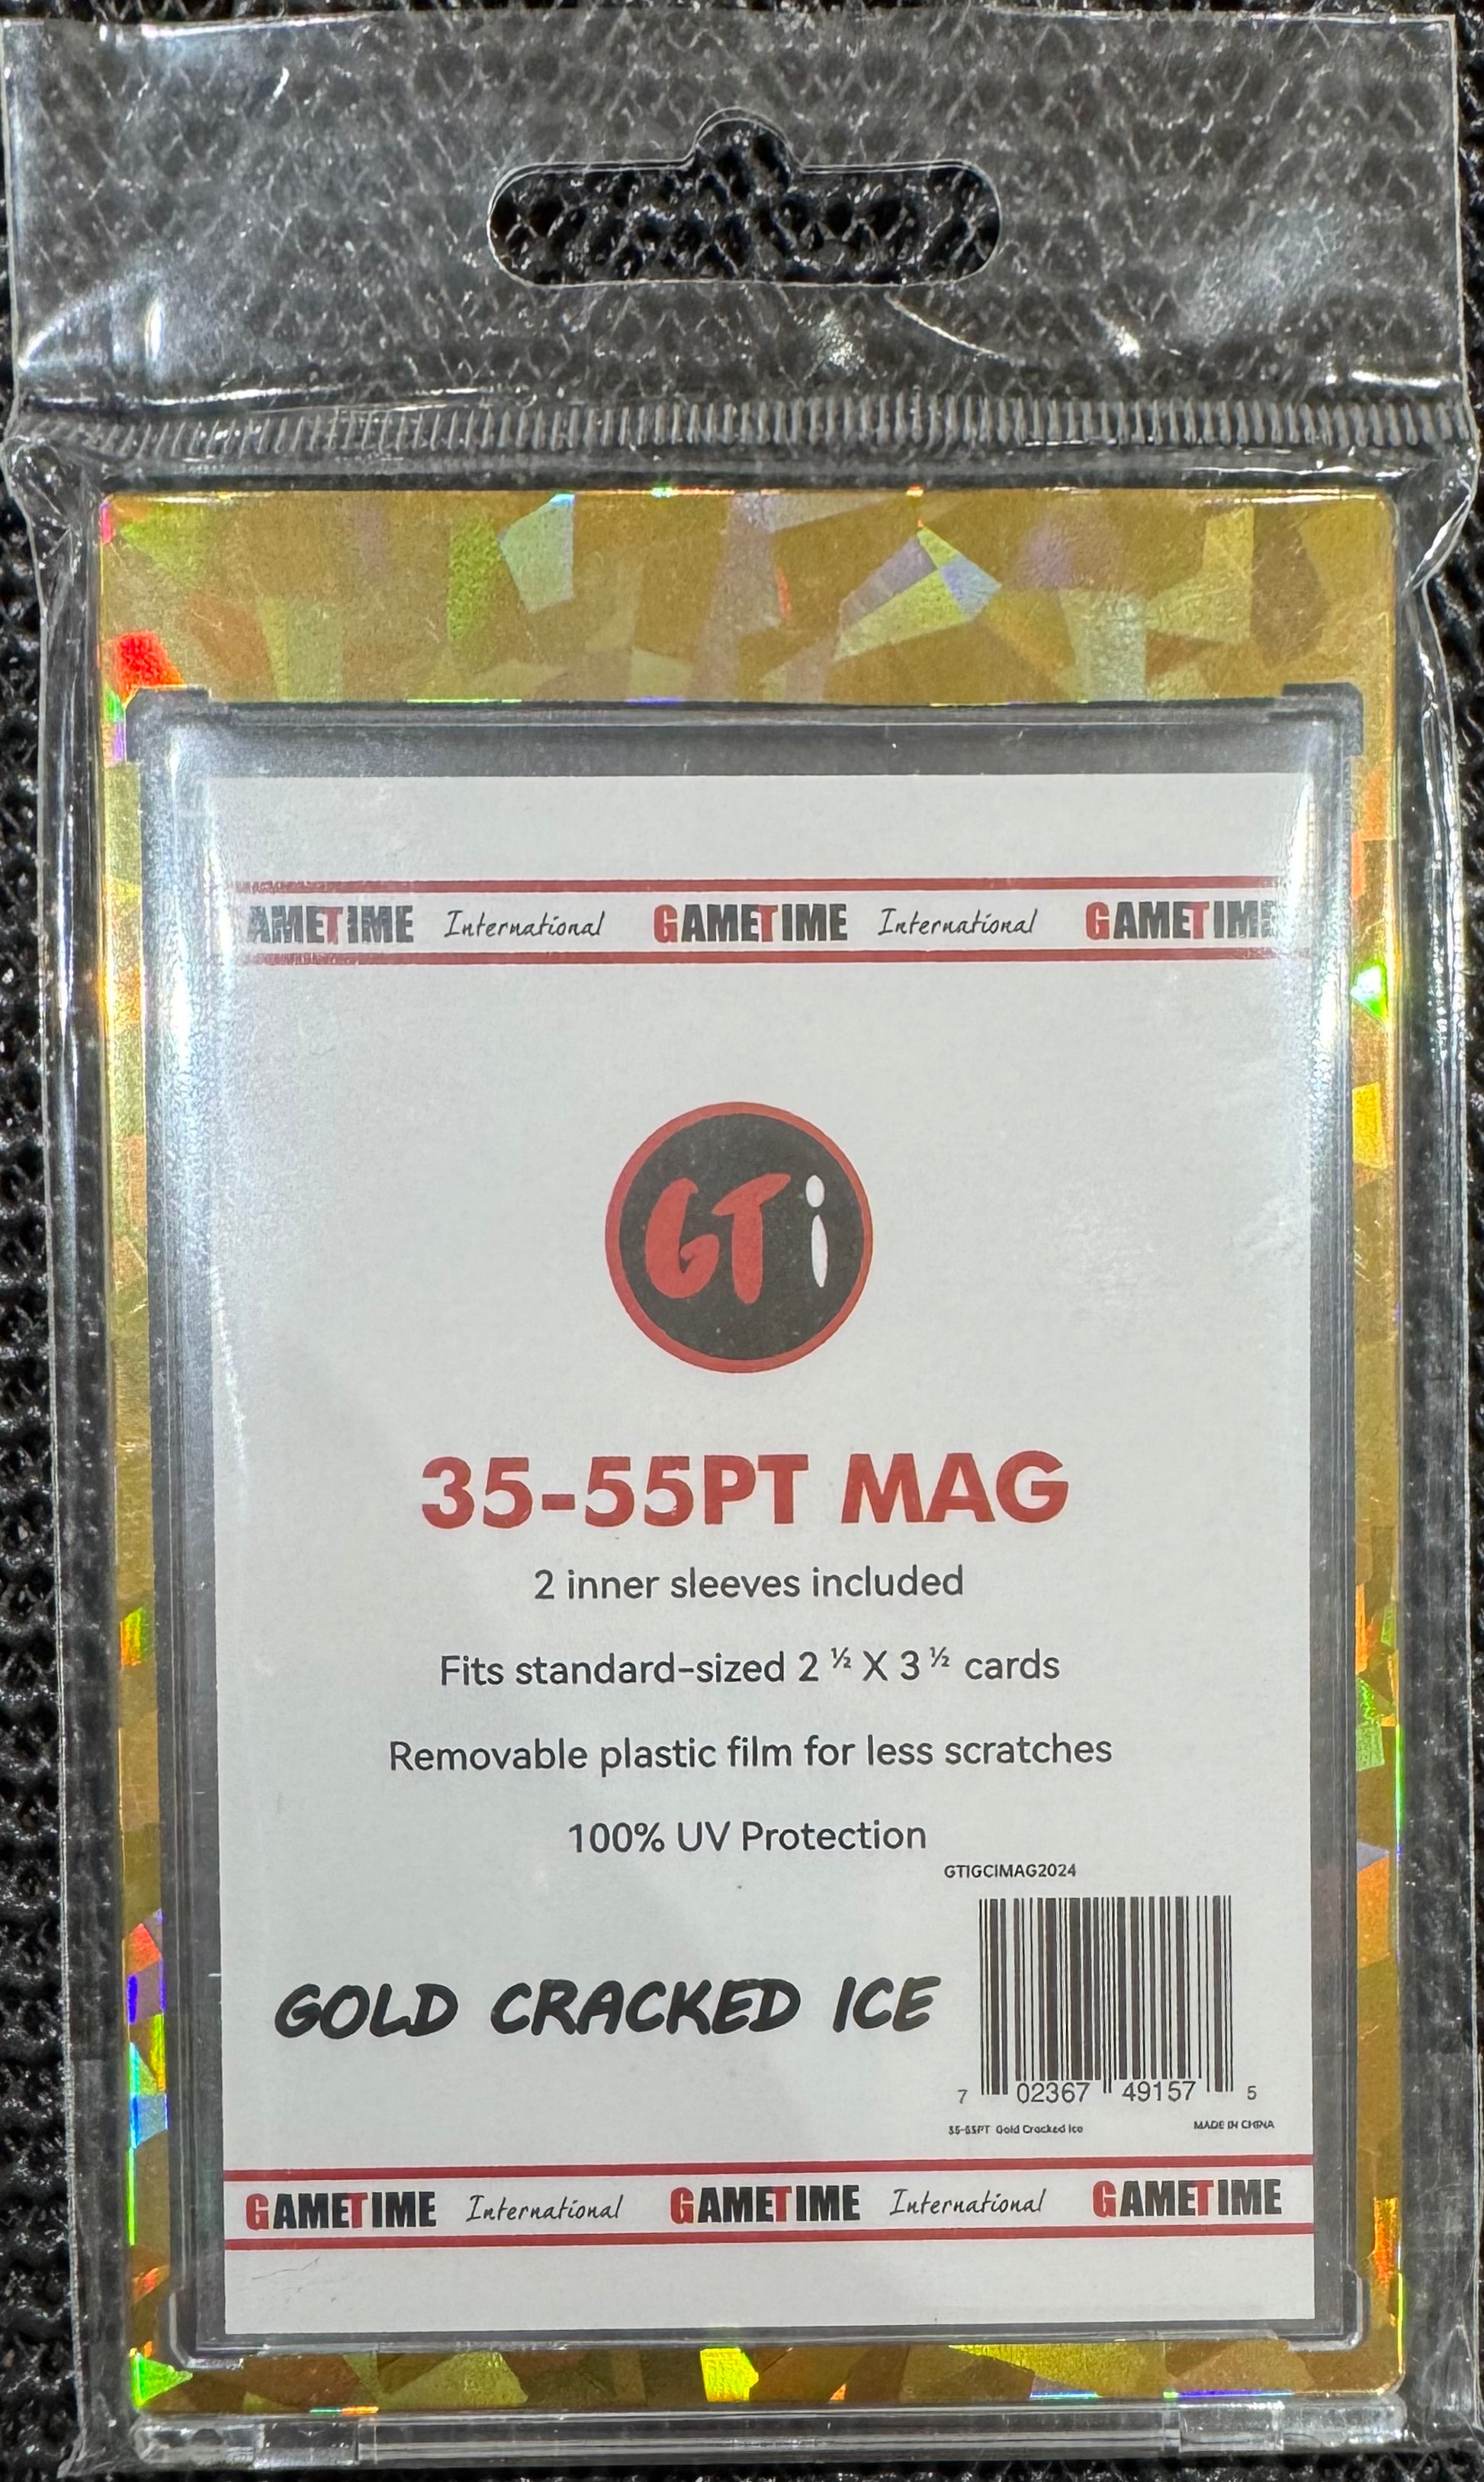 AMETIME International GAMETIME International GAMETIME
GTi
35-55PT MAG
2 inner sleeves included
Fits standard-sized 2 ½ X 3 ½ cards
Removable plastic film for less scratches
100% UV Protection
GTIGCIMAG2024
GOLD CRACKED ICE
7 02367 49157 5
35-55PT Gold Cracked Ice MADE IN CHINA
GAMETIME International GAMETIME International GAMETIME